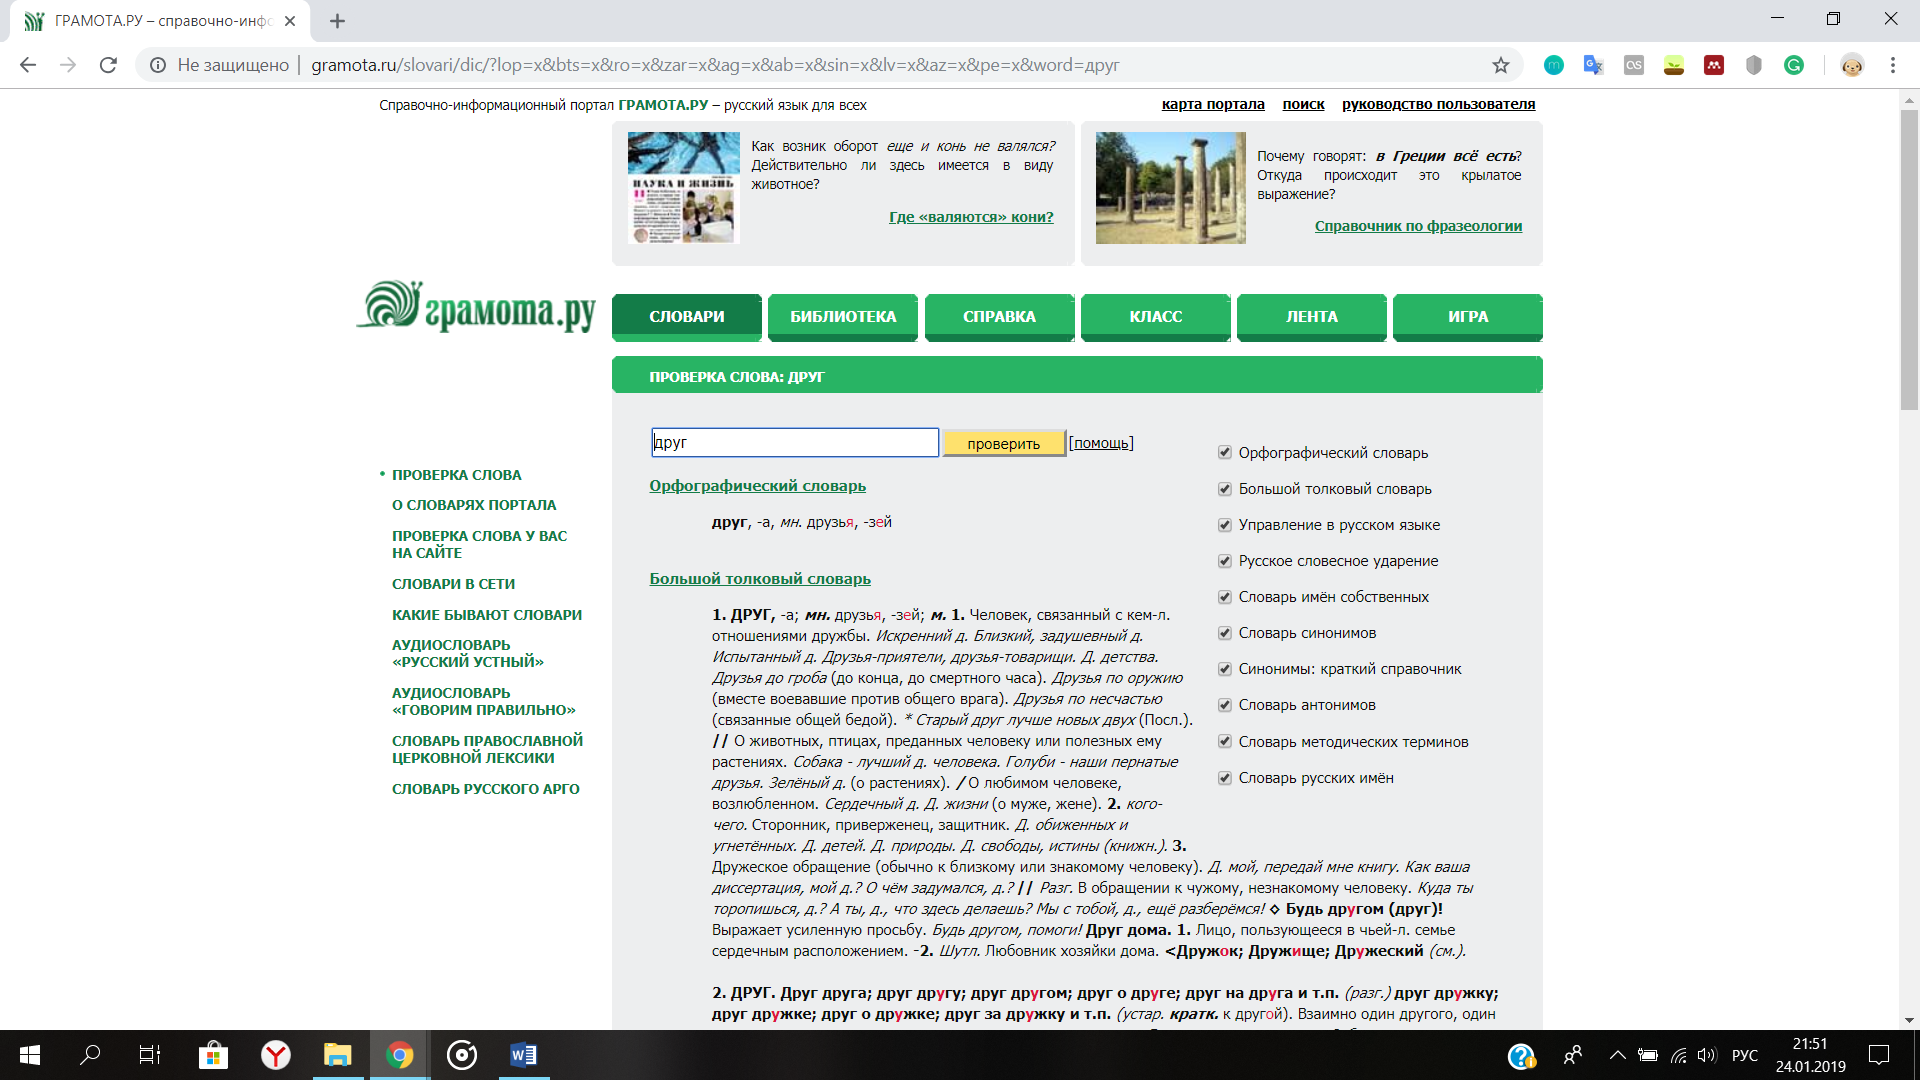 ГРАМОТА.РУ – справочно-инфо
Не защищено | gramota.ru/slovari/dic/?lop=x&bts=x&ro=x&zar=x&ag=x&ab=x&sin=x&lv=x&az=x&pe=x&word=друг
Справочно-информационный портал ГРАМОТА.РУ – русский язык для всех
карта портала поиск руководство пользователя
НАУКА И ЖИЗНЬ
Как возник оборот еще и конь не валялся?
Действительно ли здесь имеется в виду
животное?
Где «валяются» кони?
Почему говорят: в Греции всё есть?
Откуда происходит это крылатое
выражение?
Справочник по фразеологии
грамота.ру
СЛОВАРИ
БИБЛИОТЕКА
СПРАВКА
КЛАСС
ЛЕНТА
ИГРА
ПРОВЕРКА СЛОВА: ДРУГ
ПРОВЕРКА СЛОВА
О СЛОВАРЯХ ПОРТАЛА
ПРОВЕРКА СЛОВА У ВАС
НА САЙТЕ
СЛОВАРИ В СЕТИ
КАКИЕ БЫВАЮТ СЛОВАРИ
АУДИОСЛОВАРЬ
«РУССКИЙ УСТНЫЙ»
АУДИОСЛОВАРЬ
«ГОВОРИМ ПРАВИЛЬНО»
СЛОВАРЬ ПРАВОСЛАВНОЙ
ЦЕРКОВНОЙ ЛЕКСИКИ
СЛОВАРЬ РУССКОГО АРГО
друг проверить [помощь]
Орфографический словарь
Большой толковый словарь
Управление в русском языке
Русское словесное ударение
Словарь имён собственных
Словарь синонимов
Синонимы: краткий справочник
Словарь антонимов
Словарь методических терминов
Словарь русских имён
Орфографический словарь
друг, -а, мн. друзья, -зей
Большой толковый словарь
1. ДРУГ, -а; мн. друзья, -зей; м. 1. Человек, связанный с кем-л.
отношениями дружбы. Искренний д. Близкий, задушевный д.
Испытанный д. Друзья-приятели, друзья-товарищи. Д. детства.
Друзья до гроба (до конца, до смертного часа). Друзья по оружию
(вместе воевавшие против общего врага). Друзья по несчастью
(связанные общей бедой). * Старый друг лучше новых двух (Посл.).
// О животных, птицах, преданных человеку или полезных ему
растениях. Собака - лучший д. человека. Голуби - наши пернатые
друзья. Зелёный д. (о растениях). / О любимом человеке,
возлюбленном. Сердечный д. Д. жизни (о муже, жене). 2. кого-
чего. Сторонник, приверженец, защитник. Д. обиженных и
угнетённых. Д. детей. Д. природы. Д. свободы, истины (книжн.). 3.
Дружеское обращение (обычно к близкому или знакомому человеку). Д. мой, передай мне книгу. Как ваша
диссертация, мой д.? О чём задумался, д.? // Разг. В обращении к чужому, незнакомому человеку. Куда ты
торопишься, д.? А ты, д., что здесь делаешь? Мы с тобой, д., ещё разберёмся! ◊ Будь другом (друг)!
Выражает усиленную просьбу. Будь другом, помоги! Друг дома. 1. Лицо, пользующееся в чьей-л. семье
сердечным расположением. -2. Шутл. Любовник хозяйки дома. <Дружок; Дружище; Дружеский (см.).
2. ДРУГ. Друг друга; друг другу; друг другом; друг о друге; друг на друга и т.п. (разг.) друг дружку;
друг дружке; друг о дружке; друг за дружку и т.п. (устар. кратк. к другой). Взаимно один другого, один
РУС
21:51
24.01.2019